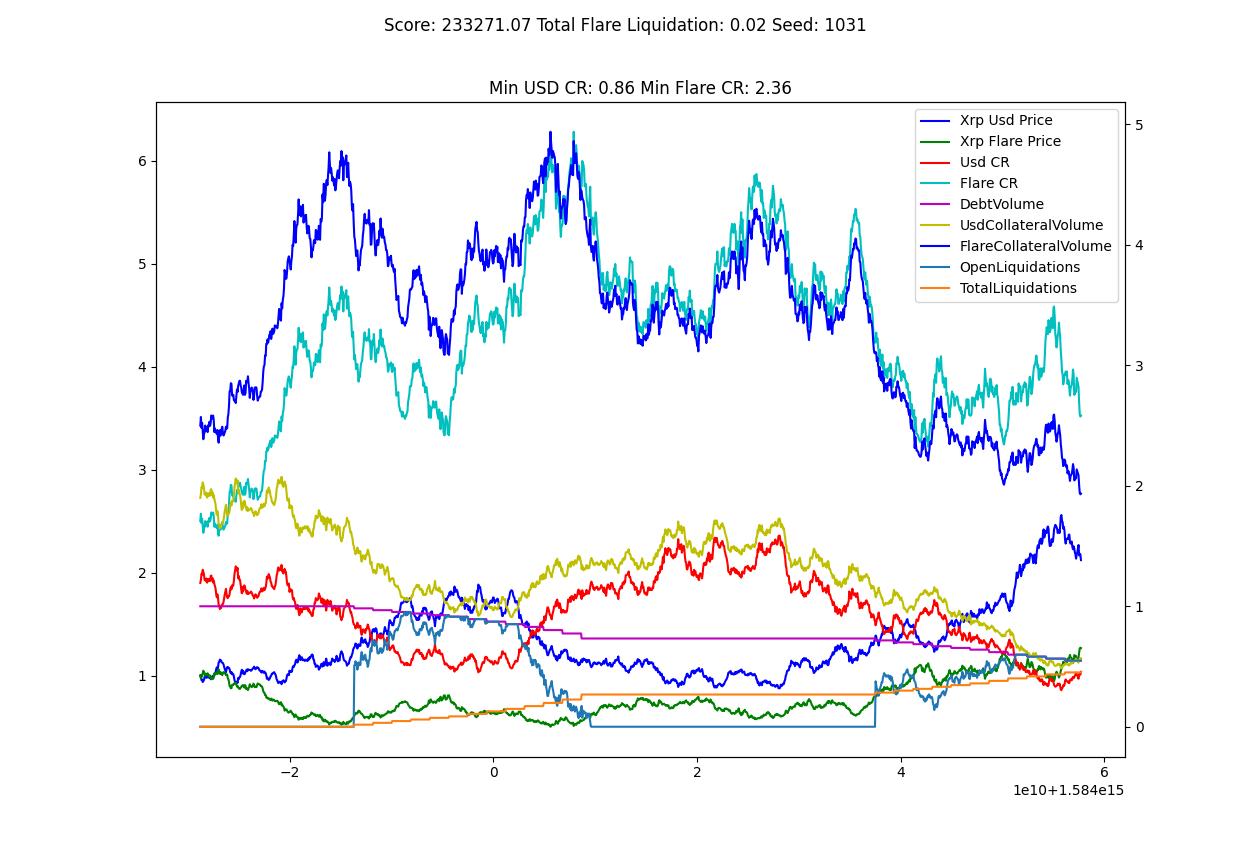 Score: 233271.07 Total Flare Liquidation: 0.02 Seed: 1031
Min USD CR: 0.86 Min Flare CR: 2.36
Xrp Usd Price
Xrp Flare Price
Usd CR
Flare CR
DebtVolume
UsdCollateralVolume
FlareCollateralVolume
OpenLiquidations
TotalLiquidations
6
5
4
3
2
1
5
4
3
2
1
0
−2
0
2
4
6
1e10+1.584e15